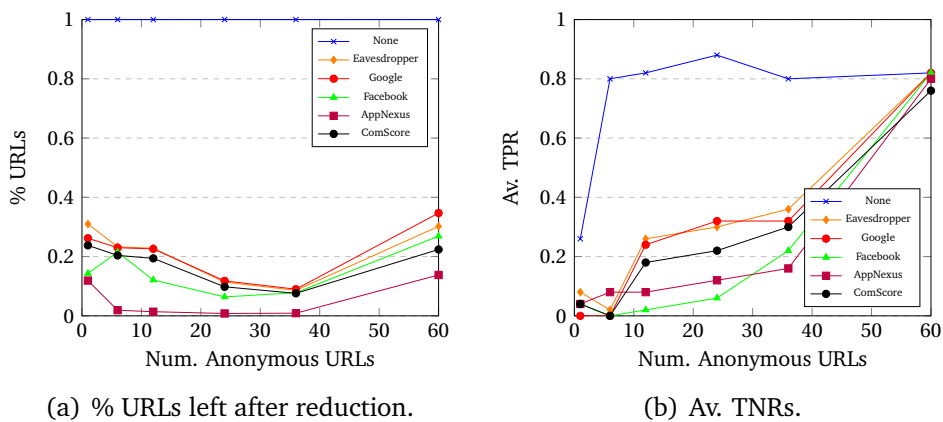 1
0.8
0.6
0.4
0.2
0
% URLs
0 10 20 30 40 50 60
Num. Anonymous URLs
None
Eavesdropper
Google
Facebook
AppNexus
ComScore
(a) % URLs left after reduction.
1
0.8
0.6
0.4
0.2
0
Av. TPR
0 10 20 30 40 50 60
Num. Anonymous URLs
None
Eavesdropper
Google
Facebook
AppNexus
ComScore
(b) Av. TNRs.